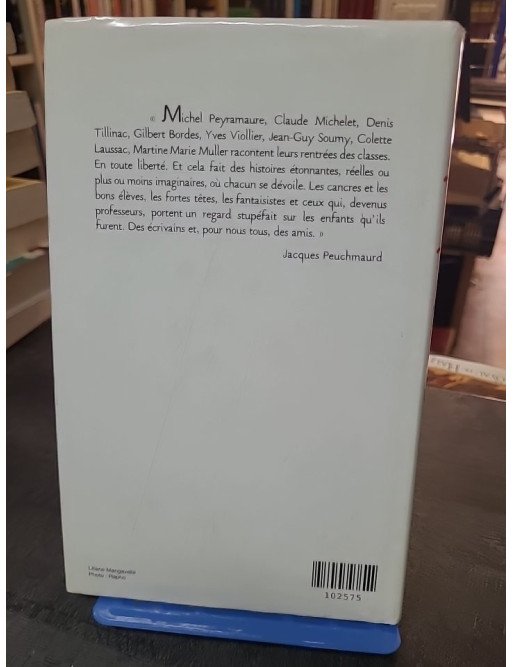 « Michel Peyramaure, Claude Michelet, Denis
Tillinac, Gilbert Bordes, Yves Viollier, Jean-Guy Soumy, Colette
Laussac, Martine Marie Muller racontent leurs rentrées des classes.
En toute liberté. Et cela fait des histoires étonnantes, réelles ou
plus ou moins imaginaires, où chacun se dévoile. Les cancres et les
bons élèves, les fortes têtes, les fantaisistes et ceux qui, devenus
professeurs, portent un regard stupéfait sur les enfants qu'ils
furent. Des écrivains et, pour nous tous, des amis. »
Jacques Peuchmaurd
Photo : Rapho
102575